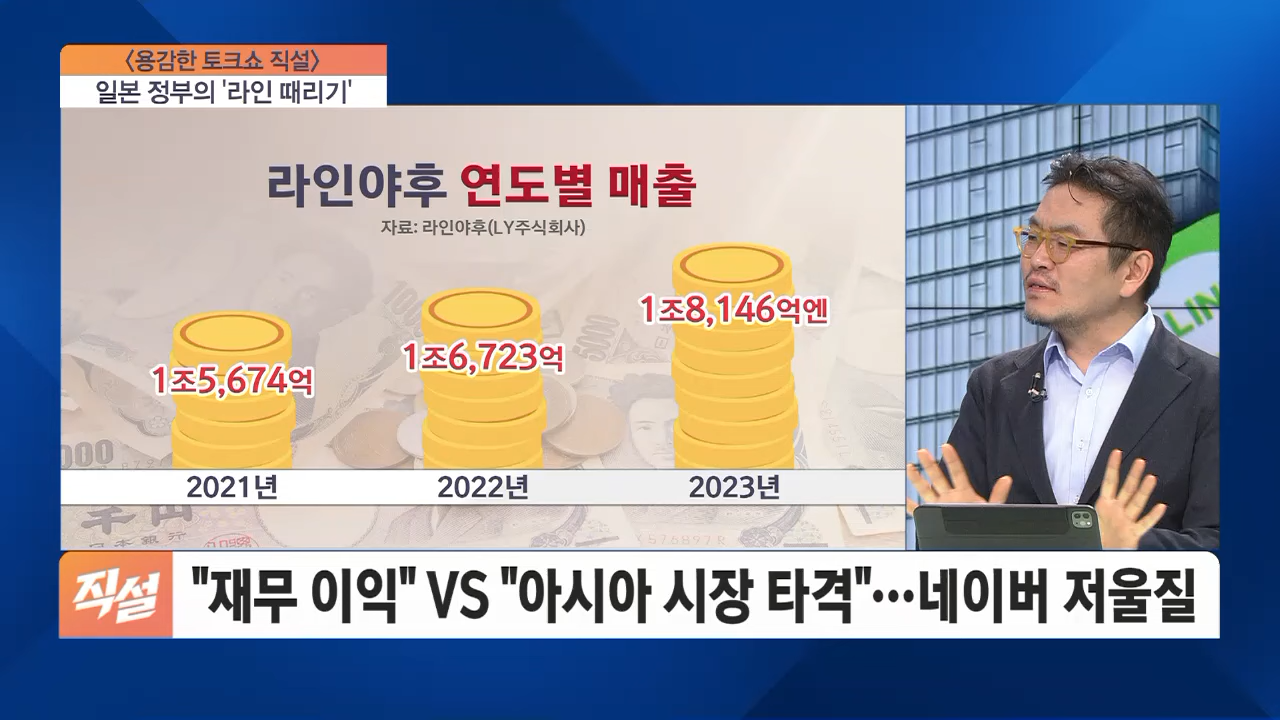 <용감한 토크쇼 직설>
일본 정부의 '라인 때리기'
라인야후 연도별 매출
자료: 라인야후(LY주식회사)
1조5,674억
1조6,723억
1조8,146억엔
2021년
2022년
2023년
LIN
직설
"재무 이익" VS "아시아 시장 타격"…네이버 저울질